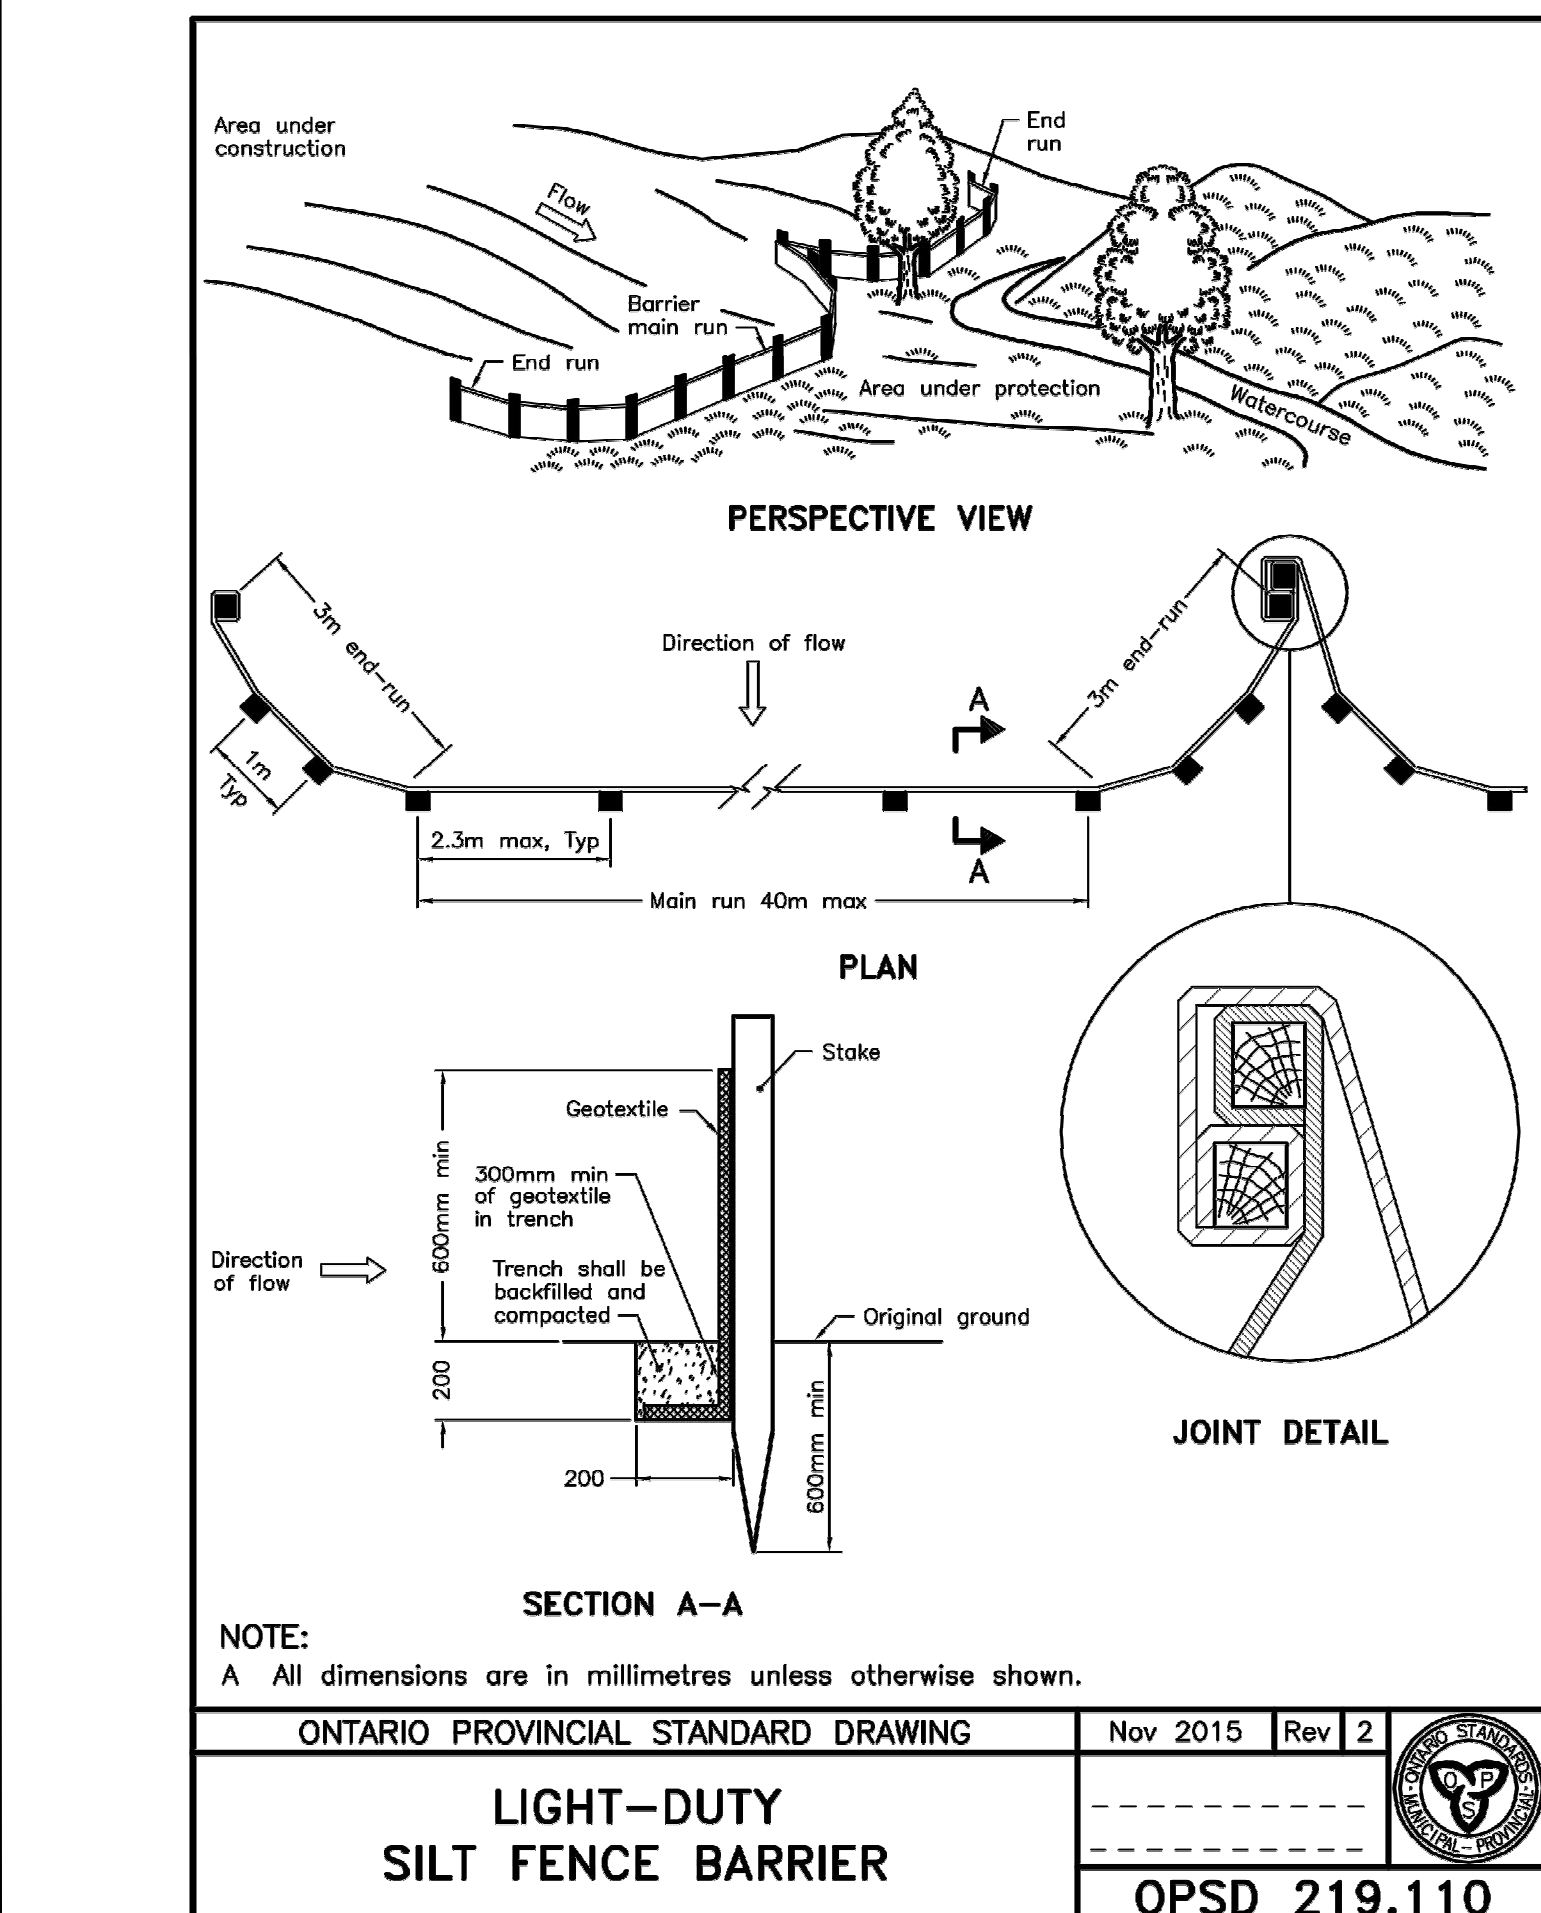 Area under
construction
Flow
End
run
Barrier
main run
End run
Area under protection
Watercourse
PERSPECTIVE VIEW
3m end-run
Direction of flow
3m end-run
1m
Typ
A
2.3m max, Typ
A
Main run 40m max
PLAN
Stake
Geotextile
600mm min
300mm min
of geotextile
in trench
Direction
of flow
Trench shall be
backfilled and
compacted
Original ground
200
600mm min
200
JOINT DETAIL
SECTION A-A
NOTE:
A All dimensions are in millimetres unless otherwise shown.
ONTARIO PROVINCIAL STANDARD DRAWING
Nov 2015 Rev 2
LIGHT-DUTY
SILT FENCE BARRIER
ONTARIO STANDARDS
MUNICIPAL - PROVINCIAL
O P
S
OPSD 219.110